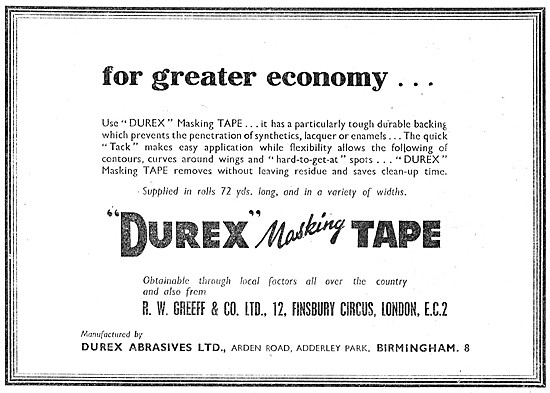 for greater economy . . .
Use "DUREX" Masking TAPE . . . it has a particularly tough durable backing
which prevents the penetration of synthetics, lacquer or enamels . . . The quick
"Tack" makes easy application while flexibility allows the following of
contours, curves around wings and "hard-to-get-at" spots . . . "DUREX"
Masking TAPE removes without leaving residue and saves clean-up time.
Supplied in rolls 72 yds. long, and in a variety of widths.
"DUREX" Masking TAPE
Obtainable through local factors all over the country
and also from
R. W. GREEFF & CO. LTD., 12, FINSBURY CIRCUS, LONDON, E.C.2
Manufactured by
DUREX ABRASIVES LTD., ARDEN ROAD, ADDERLEY PARK, BIRMINGHAM. 8